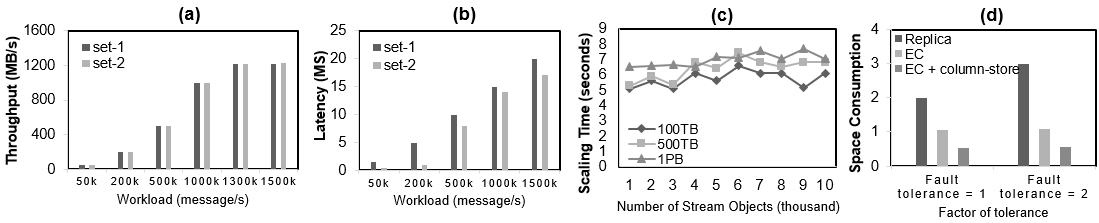 (a)
Throughput (MB/s)
1600
1200
800
400
0
set-1
set-2
50k 200k 500k 1000k 1300k 1500k
Workload (message/s)
(b)
Latency (MS)
25
20
15
10
5
0
set-1
set-2
50k 200k 500k 1000k 1500k
Workload (message/s)
(c)
Scaling Time (seconds)
9
8
7
6
5
4
3
2
1
0
100TB
500TB
1PB
1 2 3 4 5 6 7 8 9 10
Number of Stream Objects (thousand)
(d)
Space Consumption
4
3
2
1
0
Replica
EC
EC + column-store
Fault tolerance = 1
Fault tolerance = 2
Factor of tolerance